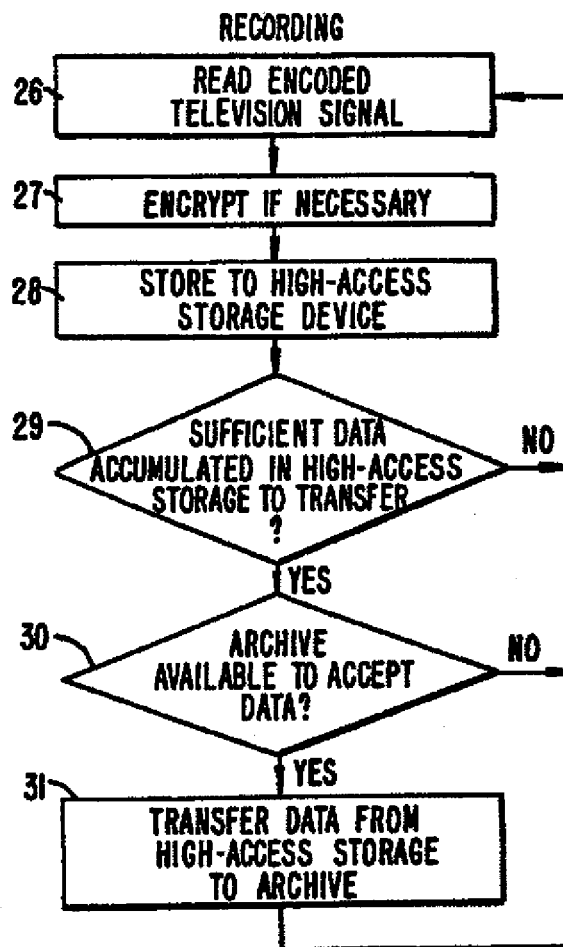 RECORDING
26
READ ENCODED
TELEVISION SIGNAL
27
ENCRYPT IF NECESSARY
28
STORE TO HIGH-ACCESS
STORAGE DEVICE
29
SUFFICIENT DATA
ACCUMULATED IN HIGH-ACCESS
STORAGE TO TRANSFER
?
NO
YES
30
ARCHIVE
AVAILABLE TO ACCEPT
DATA?
NO
YES
31
TRANSFER DATA FROM
HIGH-ACCESS STORAGE
TO ARCHIVE